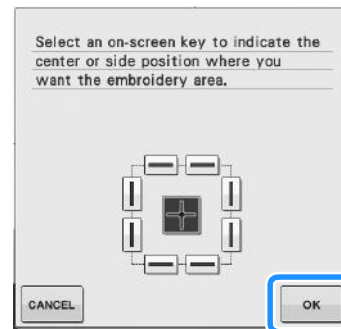 Select an on-screen key to indicate the
center or side position where you
want the embroidery area.
CANCEL
OK